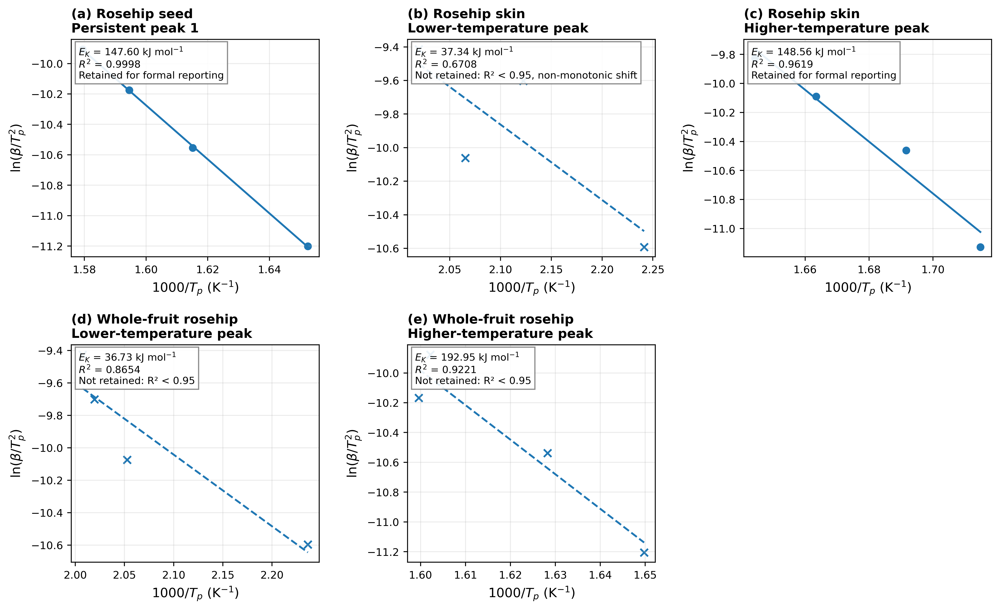 (a) Rosehip seed
Persistent peak 1
E_K = 147.60 kJ mol⁻¹
R² = 0.9998
Retained for formal reporting
−10.0
−10.2
−10.4
−10.6
−10.8
−11.0
−11.2
ln(β/T_p²)
1.58 1.60 1.62 1.64
1000/T_p (K⁻¹)
(b) Rosehip skin
Lower-temperature peak
E_K = 37.34 kJ mol⁻¹
R² = 0.6708
Not retained: R² < 0.95, non-monotonic shift
−9.4
−9.6
−9.8
−10.0
−10.2
−10.4
−10.6
ln(β/T_p²)
2.05 2.10 2.15 2.20 2.25
1000/T_p (K⁻¹)
(c) Rosehip skin
Higher-temperature peak
E_K = 148.56 kJ mol⁻¹
R² = 0.9619
Retained for formal reporting
−9.8
−10.0
−10.2
−10.4
−10.6
−10.8
−11.0
ln(β/T_p²)
1.66 1.68 1.70
1000/T_p (K⁻¹)
(d) Whole-fruit rosehip
Lower-temperature peak
E_K = 36.73 kJ mol⁻¹
R² = 0.8654
Not retained: R² < 0.95
−9.4
−9.6
−9.8
−10.0
−10.2
−10.4
−10.6
ln(β/T_p²)
2.00 2.05 2.10 2.15 2.20
1000/T_p (K⁻¹)
(e) Whole-fruit rosehip
Higher-temperature peak
E_K = 192.95 kJ mol⁻¹
R² = 0.9221
Not retained: R² < 0.95
−10.0
−10.2
−10.4
−10.6
−10.8
−11.0
−11.2
ln(β/T_p²)
1.60 1.61 1.62 1.63 1.64 1.65
1000/T_p (K⁻¹)